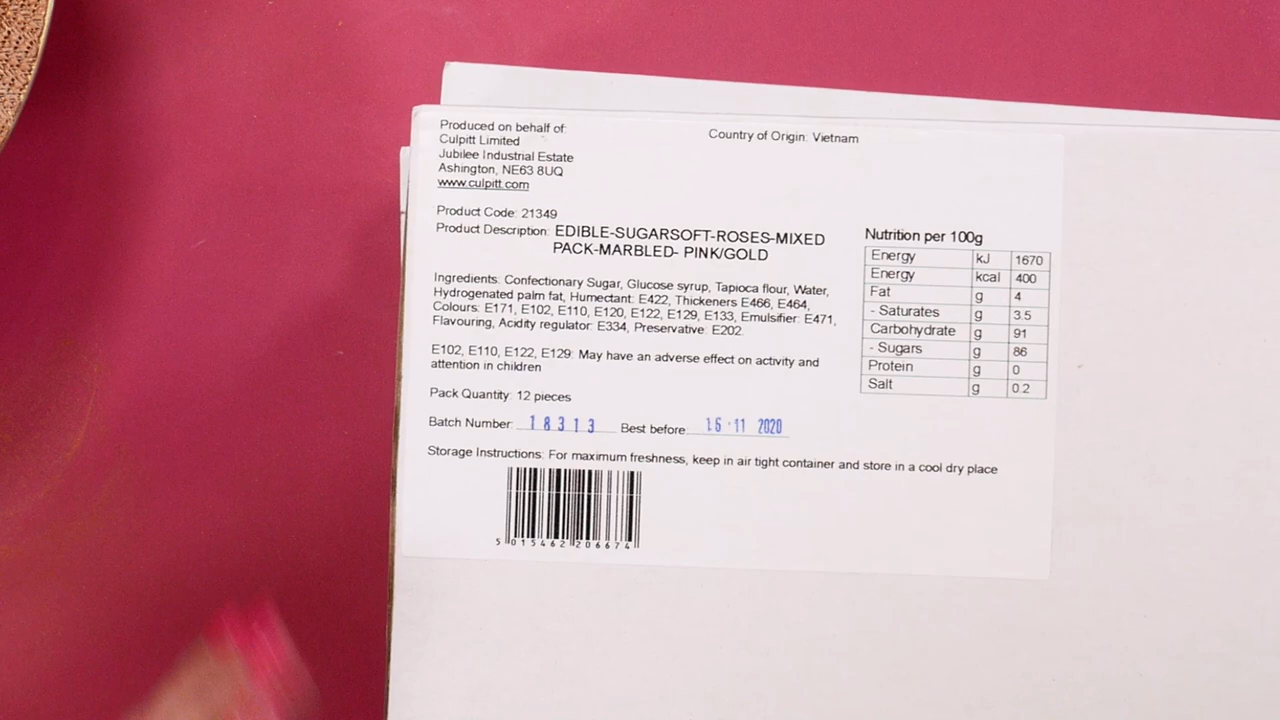 Produced on behalf of:
Culpitt Limited
Jubilee Industrial Estate
Ashington, NE63 8UQ
www.culpitt.com
Country of Origin: Vietnam
Product Code: 21349
Product Description: EDIBLE-SUGARSOFT-ROSES-MIXED
PACK-MARBLED- PINK/GOLD
Ingredients: Confectionary Sugar, Glucose syrup, Tapioca flour, Water,
Hydrogenated palm fat, Humectant: E422, Thickeners E466, E464,
Colours: E171, E102, E110, E120, E122, E129, E133, Emulsifier: E471,
Flavouring, Acidity regulator: E334, Preservative: E202.
E102, E110, E122, E129: May have an adverse effect on activity and
attention in children
Pack Quantity: 12 pieces
Batch Number: 18313 Best before: 16·11 2020
Storage Instructions: For maximum freshness, keep in air tight container and store in a cool dry place
5 015462 206674
Nutrition per 100g
Energy kJ 1670
Energy kcal 400
Fat g 4
- Saturates g 3.5
Carbohydrate g 91
- Sugars g 86
Protein g 0
Salt g 0.2